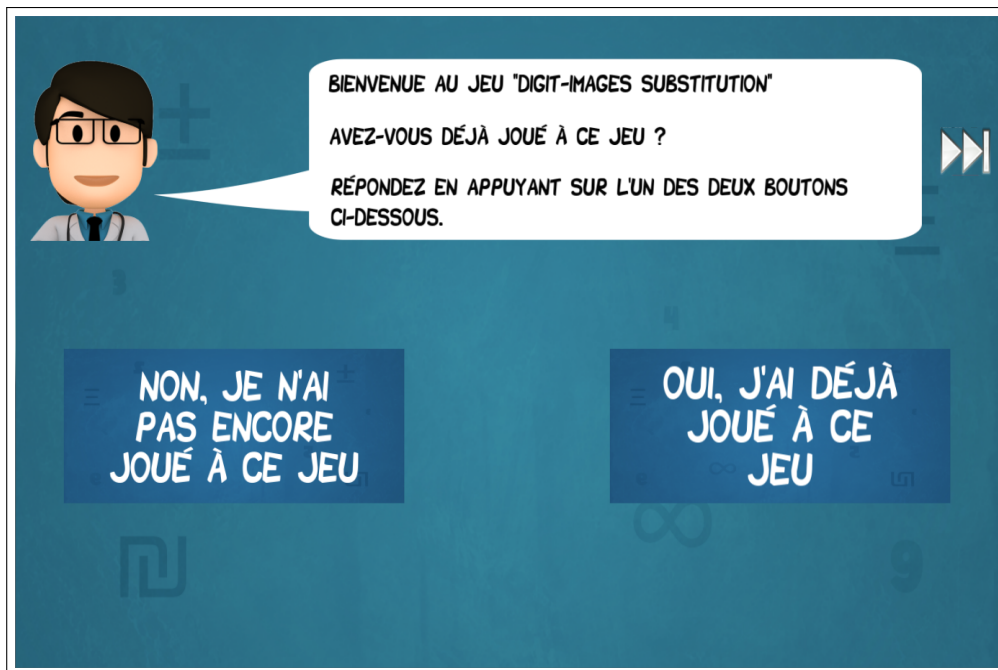 BIENVENUE AU JEU "DIGIT-IMAGES SUBSTITUTION"
AVEZ-VOUS DÉJÀ JOUÉ À CE JEU ?
RÉPONDEZ EN APPUYANT SUR L'UN DES DEUX BOUTONS
CI-DESSOUS.
NON, JE N'AI
PAS ENCORE
JOUÉ À CE JEU
OUI, J'AI DÉJÀ
JOUÉ À CE
JEU